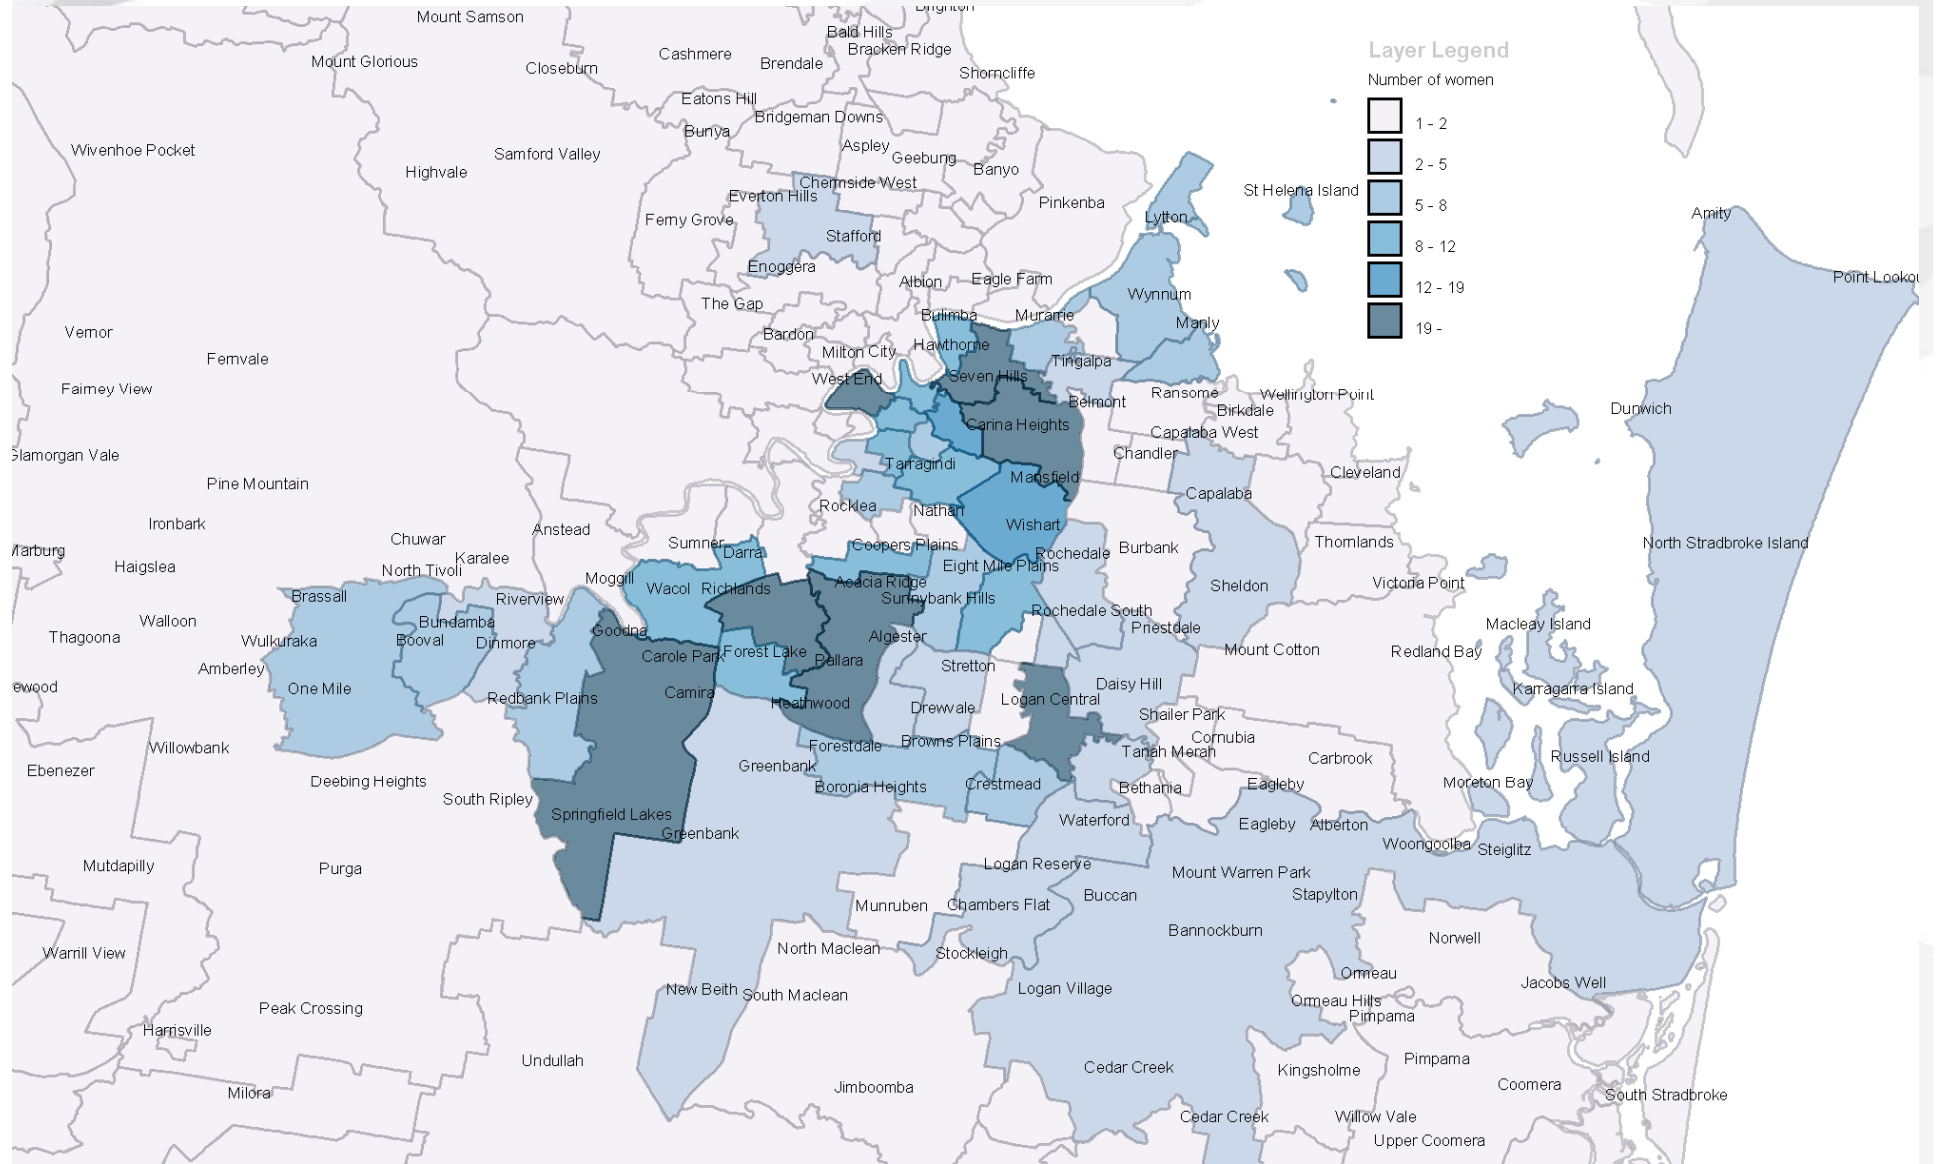 Brighton
Mount Samson
Bald Hills
Bracken Ridge
Cashmere
Mount Glorious
Brendale
Closeburn
Shorncliffe
Layer Legend
Number of women
1 - 2
2 - 5
5 - 8
8 - 12
12 - 19
19 -
Eatons Hill
Bridgeman Downs
Bunya
Wivenhoe Pocket
Samford Valley
Aspley
Geebung
Banyo
Highvale
Chermside West
Everton Hills
St Helena Island
Pinkenba
Ferny Grove
Lytton
Amity
Stafford
Enoggera
Albion
Eagle Farm
Point Lookou
Wynnum
The Gap
Bulimba
Murarrie
Manly
Vernor
Bardon
Hawthorne
Milton City
Fernvale
Tingalpa
West End
Seven Hills
Fairney View
Ransome
Wellington Point
Belmont
Birkdale
Dunwich
Carina Heights
Capalaba West
Chandler
Glamorgan Vale
Tarragindi
Cleveland
Mansfield
Pine Mountain
Capalaba
Rocklea
Nathan
Ironbark
Wishart
Anstead
Chuwar
Sumner
Coopers Plains
Thornlands
North Stradbroke Island
Marburg
Karalee
Darra
Rochedale
Burbank
Haigslea
North Tivoli
Eight Mile Plains
Moggill
Acacia Ridge
Victoria Point
Wacol
Richlands
Sheldon
Brassall
Riverview
Sunnybank Hills
Rochedale South
Walloon
Bundamba
Priestdale
Macleay Island
Goodna
Thagoona
Wulkuraka
Booval
Dinmore
Algester
Mount Cotton
Redland Bay
Carole Park
Forest Lake
Pallara
Stretton
Amberley
ewood
One Mile
Daisy Hill
Karragarra Island
Camira
Redbank Plains
Logan Central
Heathwood
Drewvale
Shailer Park
Cornubia
Browns Plains
Willowbank
Forestdale
Tanah Merah
Carbrook
Russell Island
Greenbank
Ebenezer
Deebing Heights
Boronia Heights
Crestmead
Bethania
Eagleby
Moreton Bay
South Ripley
Springfield Lakes
Waterford
Eagleby
Alberton
Greenbank
Woongoolba
Steiglitz
Mutdapilly
Purga
Logan Reserve
Mount Warren Park
Buccan
Stapylton
Munruben
Chambers Flat
Bannockburn
Norwell
North Maclean
Warrill View
Stockleigh
Ormeau
Jacobs Well
New Beith
South Maclean
Logan Village
Ormeau Hills
Peak Crossing
Pimpama
Harrisville
Undullah
Pimpama
Cedar Creek
Kingsholme
Jimboomba
Coomera
Milora
South Stradbroke
Cedar Creek
Willow Vale
Upper Coomera